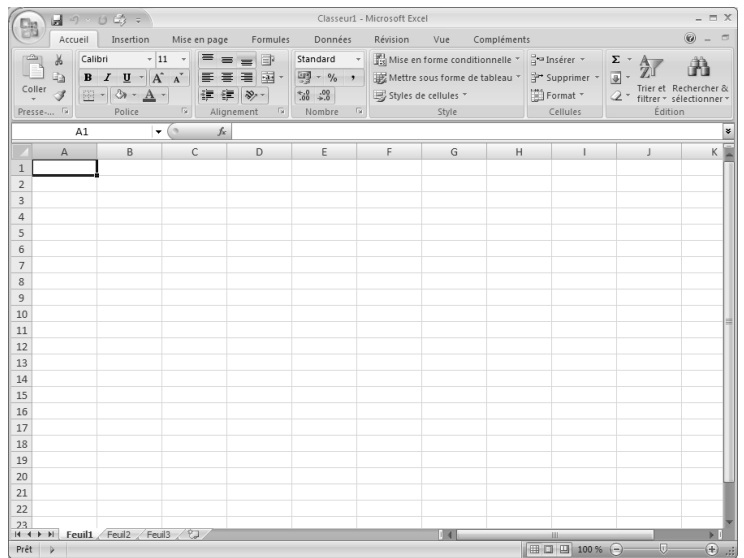 Classeur1 - Microsoft Excel
Accueil Insertion Mise en page Formules Données Révision Vue Compléments
Calibri 11 Standard Mise en forme conditionnelle Insérer Σ
Coller G I U A A % Mettre sous forme de tableau Supprimer Trier et filtrer Rechercher & sélectionner
A ,00 ,0 Styles de cellules Format
Presse-... Police Alignement Nombre Style Cellules Édition
A1 fx
A B C D E F G H I J K
1
2
3
4
5
6
7
8
9
10
11
12
13
14
15
16
17
18
19
20
21
22
23
Feuil1 Feuil2 Feuil3
Prêt 100 %